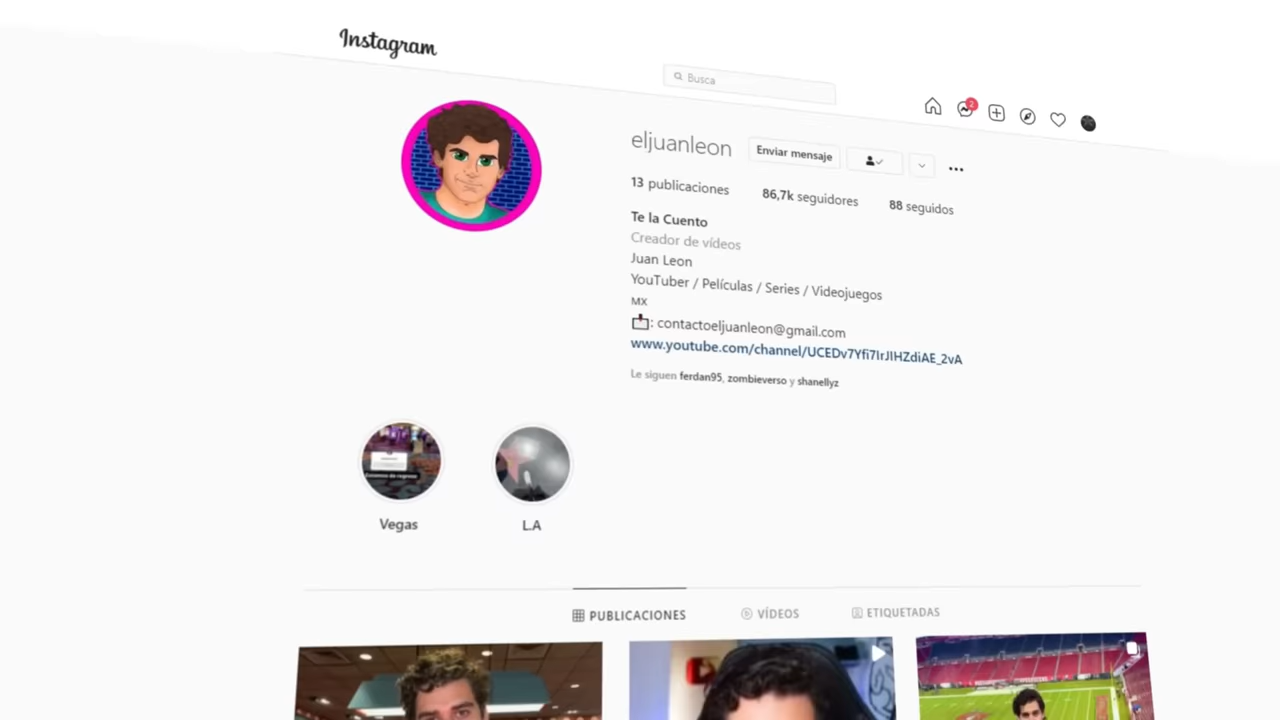 Instagram
Busca
2
eljuanleon Enviar mensaje
13 publicaciones 86,7k seguidores 88 seguidos
Te la Cuento
Creador de vídeos
Juan Leon
YouTuber / Películas / Series / Videojuegos
MX
: contactoeljuanleon@gmail.com
www.youtube.com/channel/UCEDv7Yfi7IrJIHZdiAE_2vA
Le siguen ferdan95, zombieverso y shanellyz
Vegas L.A
PUBLICACIONES VÍDEOS ETIQUETADAS